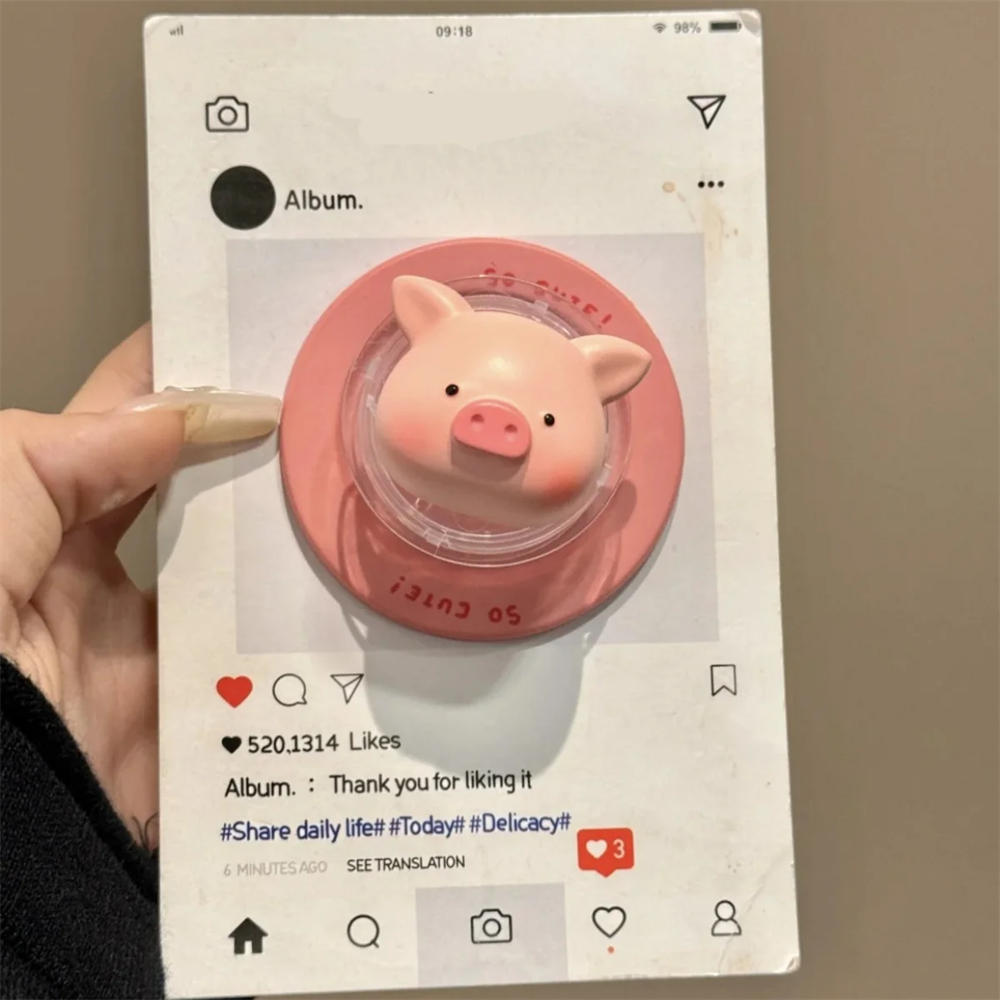 09:18
98%
Album.
SO CUTE!
SO CUTE!
520,1314 Likes
Album. : Thank you for liking it
#Share daily life# #Today# #Delicacy#
3
6 MINUTES AGO SEE TRANSLATION